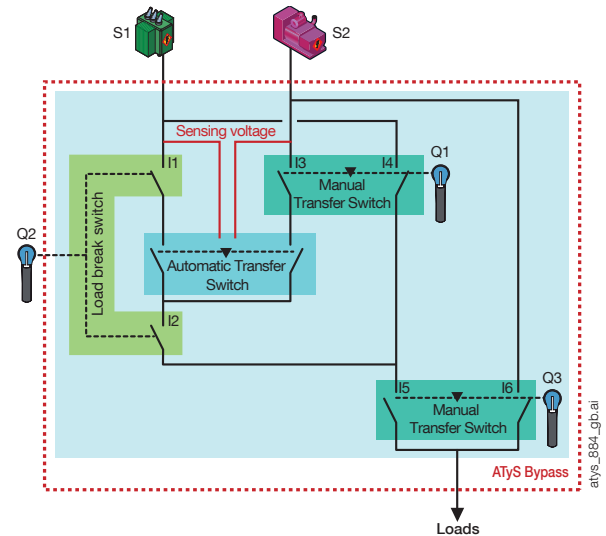 S1
S2
Sensing voltage
Q1
I1
I3
I4
Manual
Transfer Switch
Q2
Load break switch
Automatic Transfer
Switch
I2
I5
I6
Q3
Manual
Transfer Switch
ATyS Bypass
atys_884_gb.ai
Loads